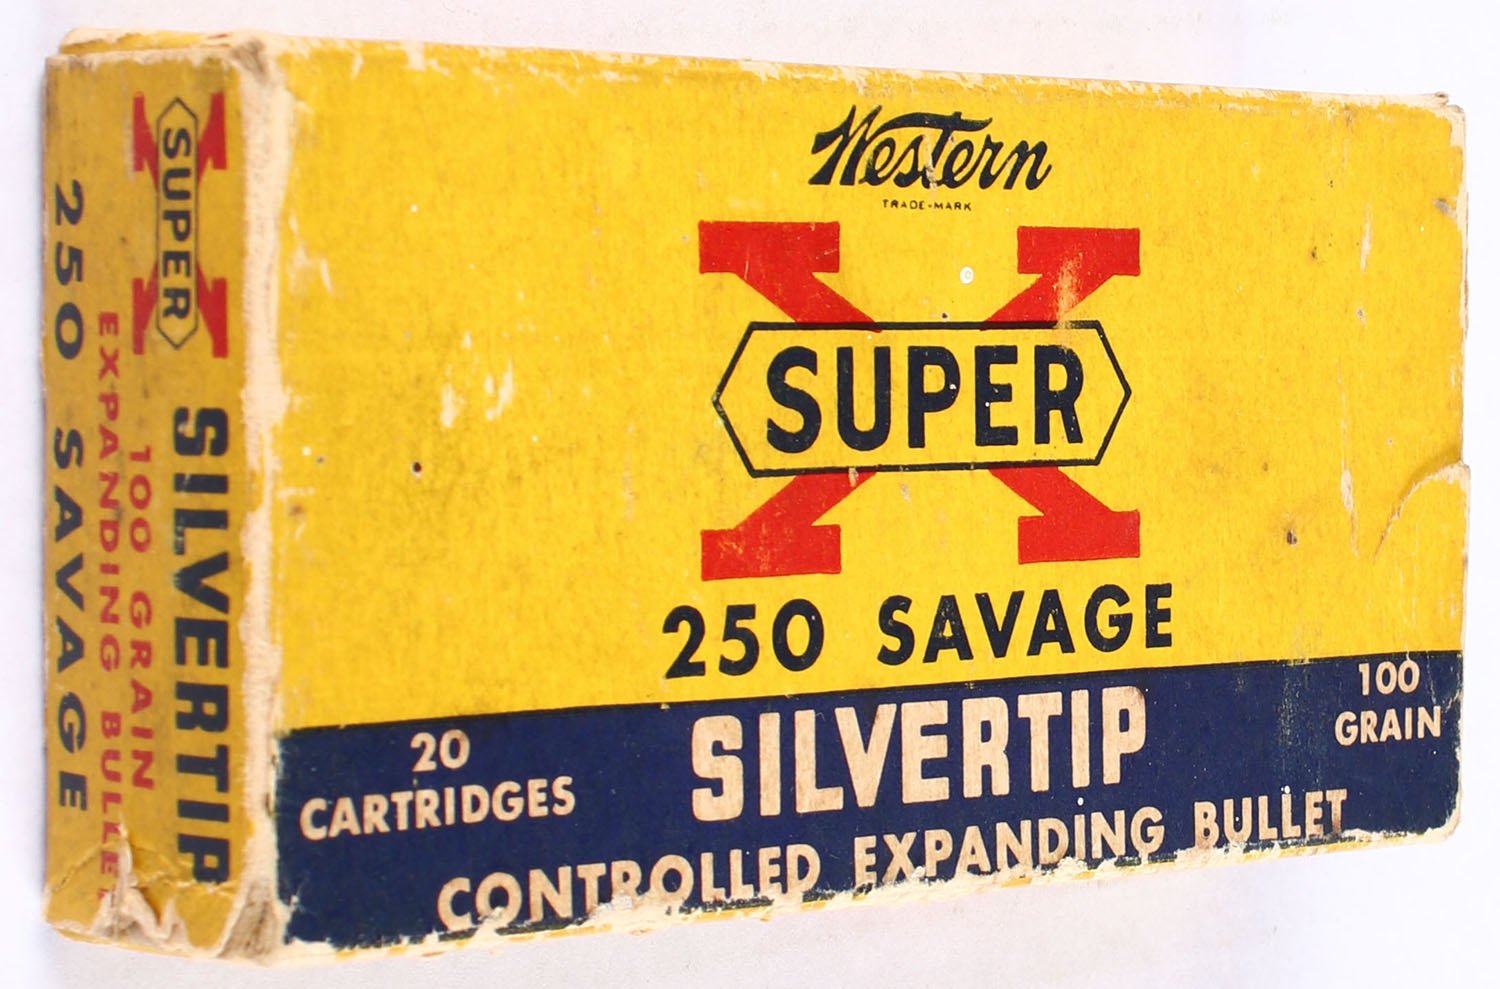 Western
TRADE-MARK
SUPER X
250 SAVAGE
20 CARTRIDGES
SILVERTIP
100 GRAIN
CONTROLLED EXPANDING BULLET
SUPER X
SILVERTIP
100 GRAIN
EXPANDING BULLET
250 SAVAGE